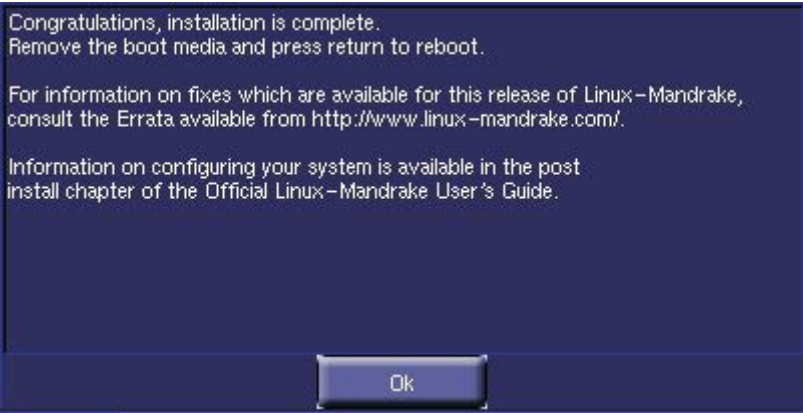 Congratulations, installation is complete.
Remove the boot media and press return to reboot.
For information on fixes which are available for this release of Linux-Mandrake,
consult the Errata available from http://www.linux-mandrake.com/.
Information on configuring your system is available in the post
install chapter of the Official Linux-Mandrake User's Guide.
Ok